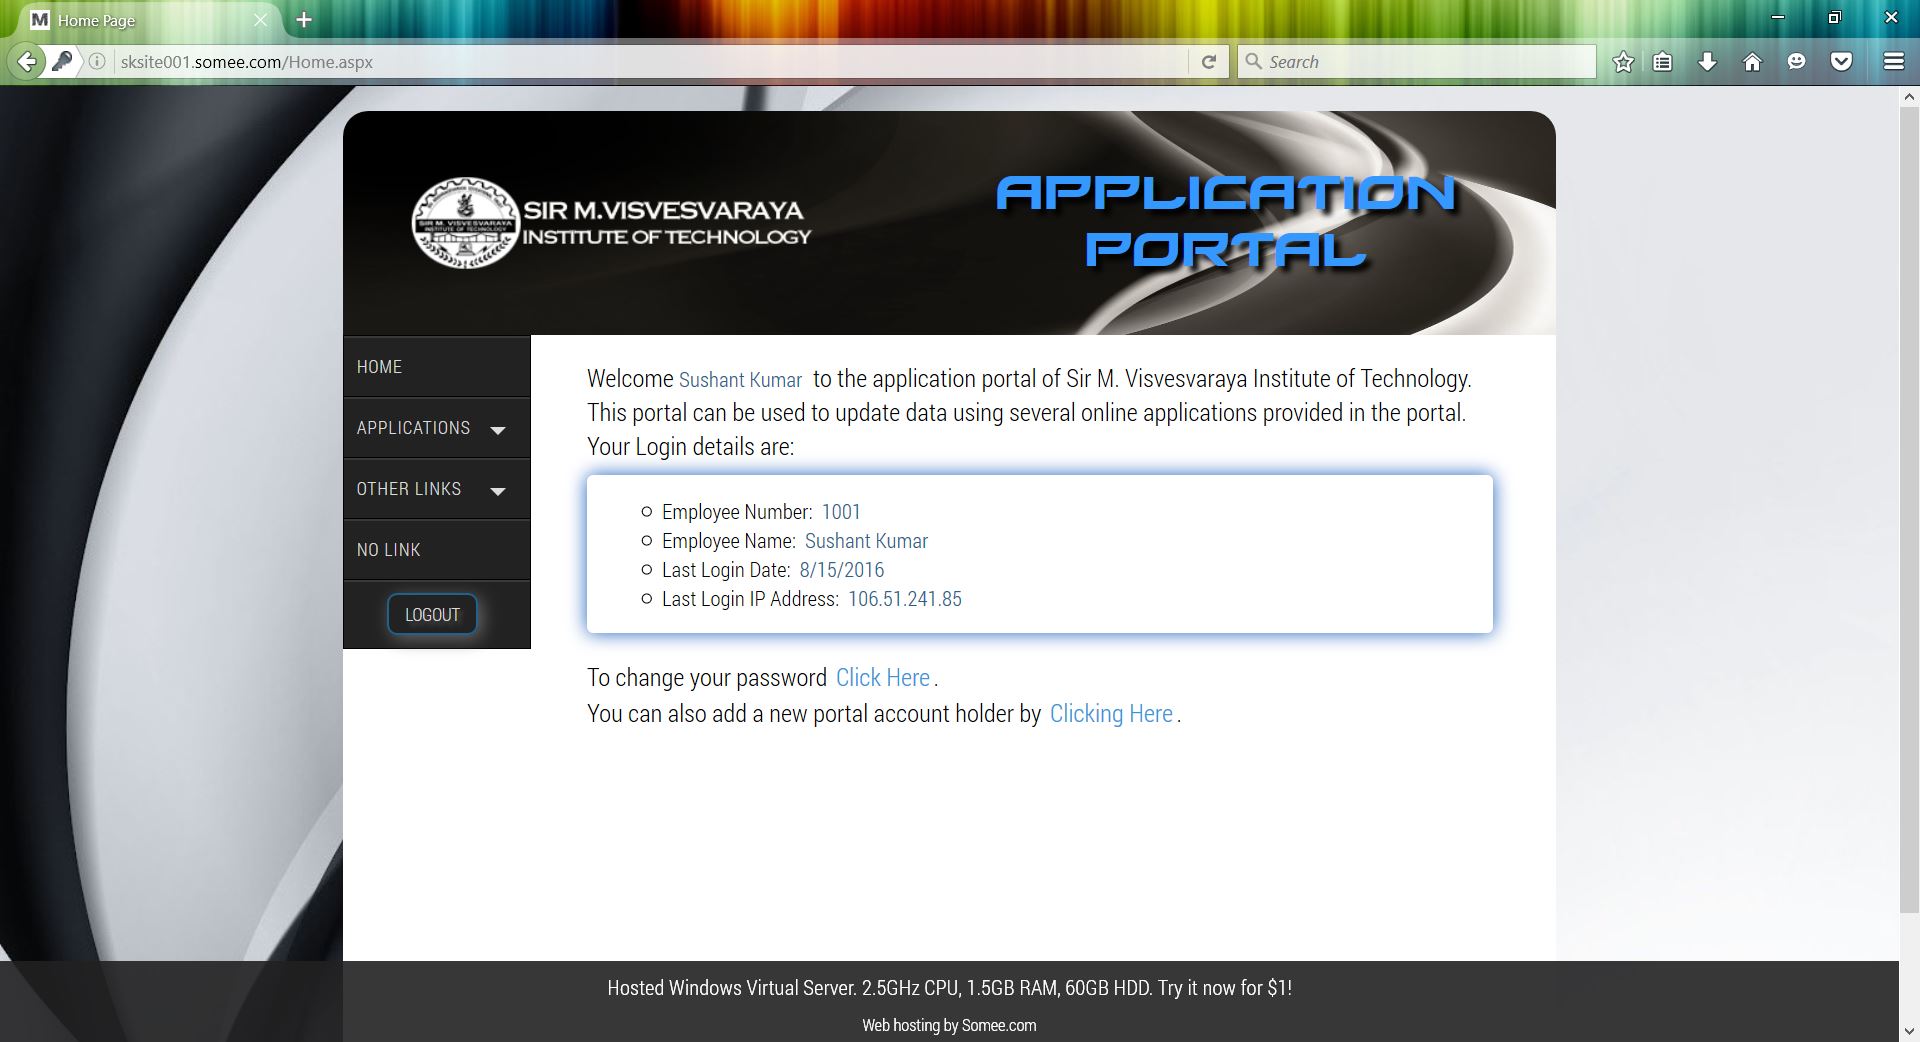 Home Page
sksite001.somee.com/Home.aspx
Search
SIR M. VISVESVARAYA
INSTITUTE OF TECHNOLOGY
SIR M.VISVESVARAYA
INSTITUTE OF TECHNOLOGY
APPLICATION
PORTAL
HOME
APPLICATIONS
OTHER LINKS
NO LINK
LOGOUT
Welcome Sushant Kumar to the application portal of Sir M. Visvesvaraya Institute of Technology.
This portal can be used to update data using several online applications provided in the portal.
Your Login details are:
Employee Number: 1001
Employee Name: Sushant Kumar
Last Login Date: 8/15/2016
Last Login IP Address: 106.51.241.85
To change your password Click Here .
You can also add a new portal account holder by Clicking Here .
Hosted Windows Virtual Server. 2.5GHz CPU, 1.5GB RAM, 60GB HDD. Try it now for $1!
Web hosting by Somee.com